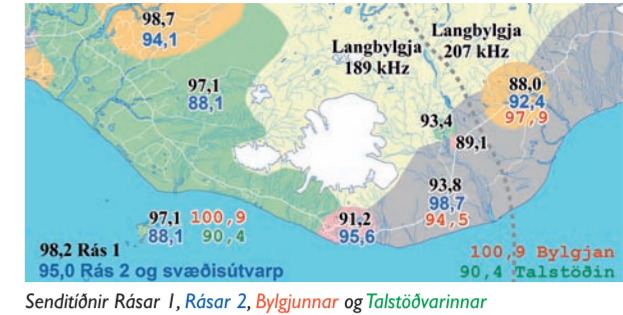 98,7
94,1
Langbylgja
207 kHz
Langbylgja
189 kHz
97,1
88,1
88,0
92,4
97,9
93,4
89,1
93,8
98,7
94,5
97,1 100,9
88,1 90,4
91,2
95,6
98,2 Rás 1
95,0 Rás 2 og svæðisútvarp
100,9 Bylgjan
90,4 Talstöðin
Senditíðnir Rásar 1, Rásar 2, Bylgjunnar og Talstöðvarinnar